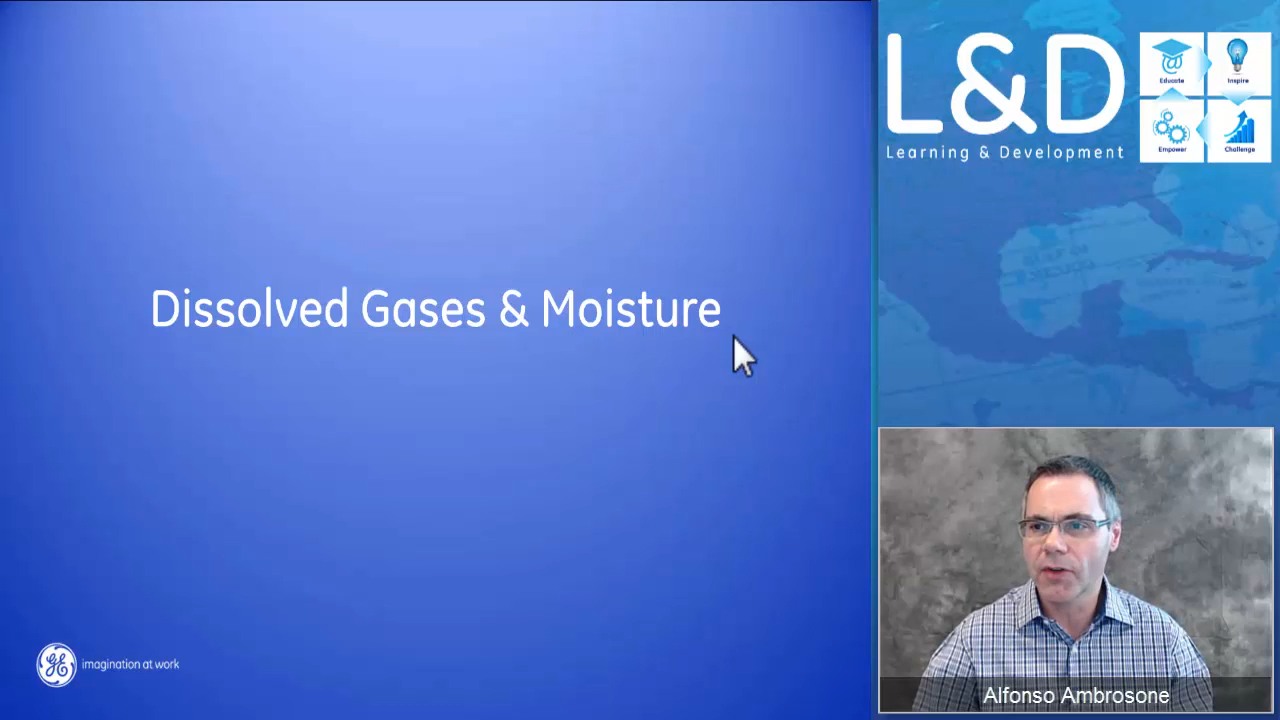 Dissolved Gases & Moisture
imagination at work
L&D
Learning & Development
Educate
Inspire
Empower
Challenge
Alfonso Ambrosone